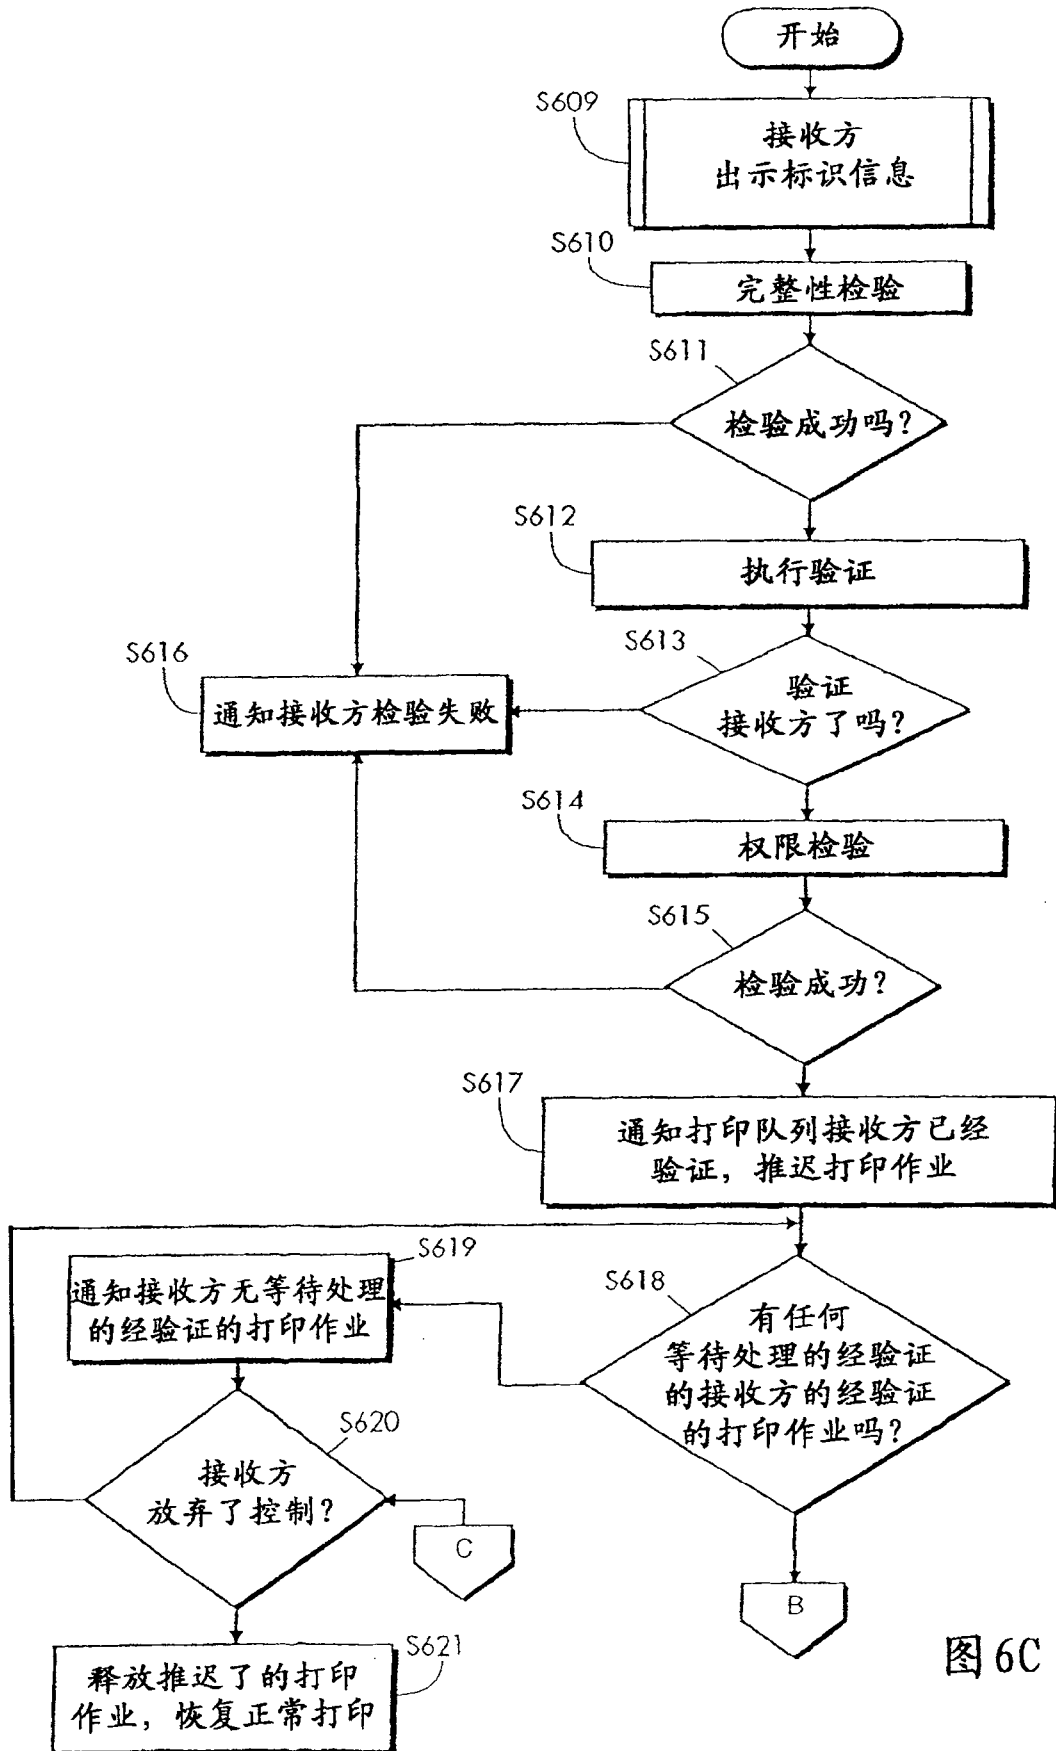 开始
S609
接收方
出示标识信息
S610
完整性检验
S611
检验成功吗?
S612
执行验证
S613
验证
接收方了吗?
S616
通知接收方检验失败
S614
权限检验
S615
检验成功?
S617
通知打印队列接收方已经
验证，推迟打印作业
S618
有任何
等待处理的经验证
的接收方的经验证
的打印作业吗?
S619
通知接收方无等待处理
的经验证的打印作业
S620
接收方
放弃了控制?
C
B
S621
释放推迟了的打印
作业，恢复正常打印
图 6C